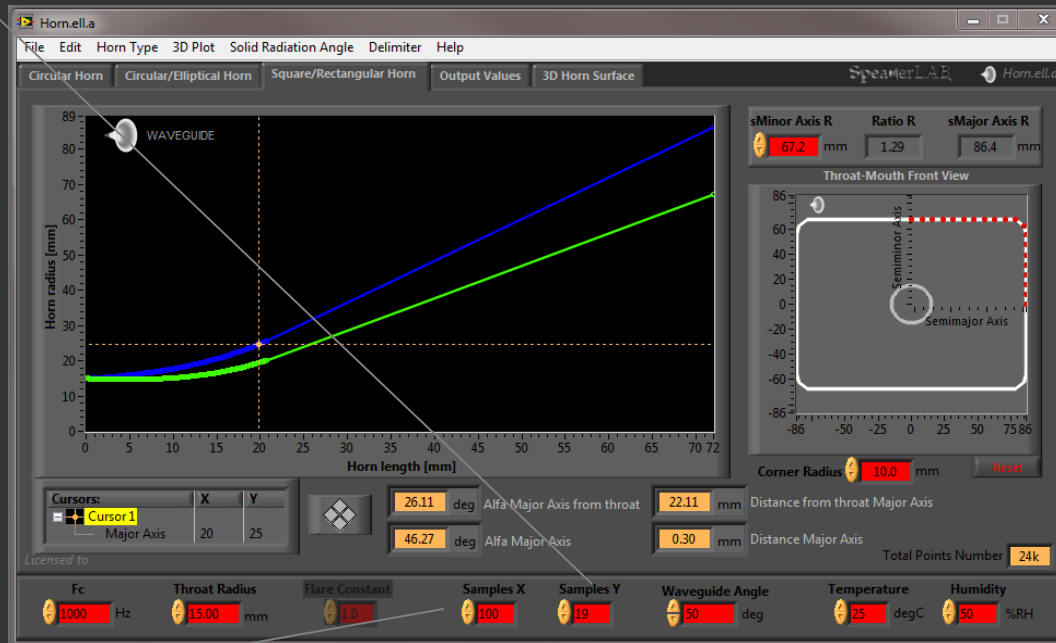 Horn.ell.a
File Edit Horn Type 3D Plot Solid Radiation Angle Delimiter Help
Circular Horn Circular/Elliptical Horn Square/Rectangular Horn Output Values 3D Horn Surface SpeakerLAB Horn.ell.a
sMinor Axis R Ratio R sMajor Axis R
67.2 mm 1.29 86.4 mm
WAVEGUIDE
Throat-Mouth Front View
89
80
70
60
50
40
30
20
10
0
Horn radius [mm]
0 5 10 15 20 25 30 35 40 45 50 55 60 65 70 72
Horn length [mm]
86
60
40
20
0
-20
-40
-60
-86
Semiminor Axis
Semimajor Axis
-86 -50 -25 0 25 50 75 86
Corner Radius 10.0 mm Reset
Cursors: X Y
Cursor 1
Major Axis 20 25
26.11 deg Alfa Major Axis from throat 22.11 mm Distance from throat Major Axis
46.27 deg Alfa Major Axis 0.30 mm Distance Major Axis
Licensed to
Total Points Number 24k
Fc Throat Radius Flare Constant Samples X Samples Y Waveguide Angle Temperature Humidity
1000 Hz 15.00 mm 1.0 100 19 50 deg 25 degC 50 %RH